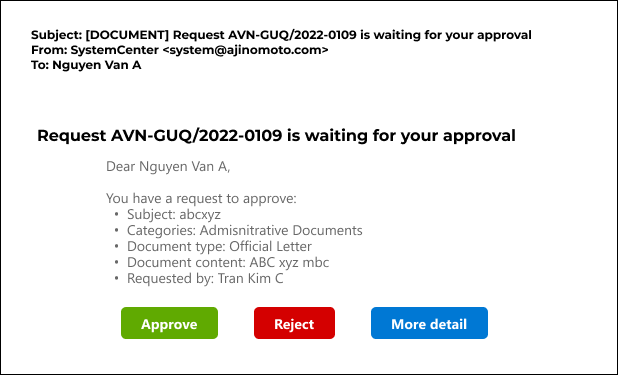 Subject: [DOCUMENT] Request AVN-GUQ/2022-0109 is waiting for your approval
From: SystemCenter <system@ajinomoto.com>
To: Nguyen Van A
Request AVN-GUQ/2022-0109 is waiting for your approval
Dear Nguyen Van A,
You have a request to approve:
• Subject: abcxyz
• Categories: Admisnitrative Documents
• Document type: Official Letter
• Document content: ABC xyz mbc
• Requested by: Tran Kim C
Approve Reject More detail